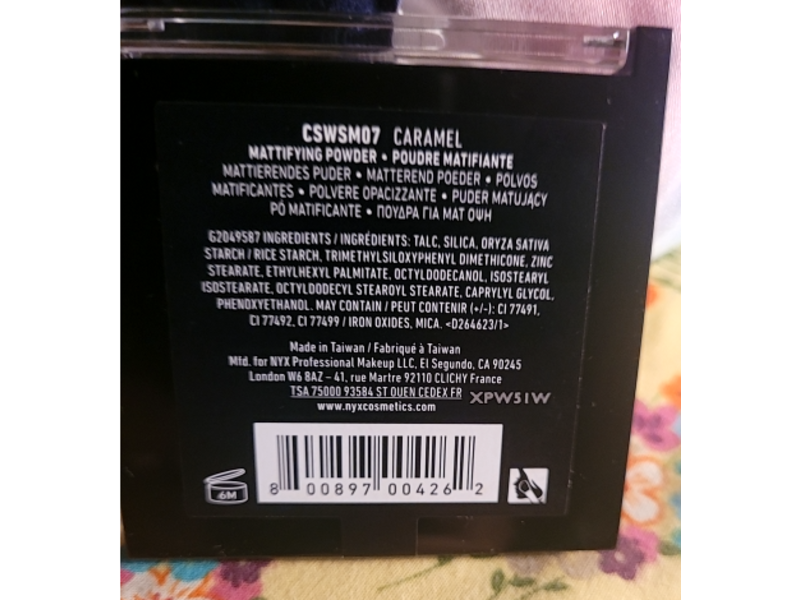 CSWSM07 CARAMEL
MATTIFYING POWDER • POUDRE MATIFIANTE
MATTIERENDES PUDER • MATTEREND POEDER • POLVOS
MATIFICANTES • POLVERE OPACIZZANTE • PUDER MATUJĄCY
PÓ MATIFICANTE • ΠΟΥΔΡΑ ΓΙΑ ΜΑΤ ΟΨΗ
G2049587 INGREDIENTS / INGRÉDIENTS: TALC, SILICA, ORYZA SATIVA
STARCH / RICE STARCH, TRIMETHYLSILOXYPHENYL DIMETHICONE, ZINC
STEARATE, ETHYLHEXYL PALMITATE, OCTYLDODECANOL, ISOSTEARYL
ISOSTEARATE, OCTYLDODECYL STEAROYL STEARATE, CAPRYLYL GLYCOL,
PHENOXYETHANOL. MAY CONTAIN / PEUT CONTENIR (+/-): CI 77491,
CI 77492, CI 77499 / IRON OXIDES, MICA. <D264623/1>
Made in Taiwan / Fabriqué à Taiwan
Mfd. for NYX Professional Makeup LLC, El Segundo, CA 90245
London W6 8AZ – 41, rue Martre 92110 CLICHY France
TSA 75000 93584 ST OUEN CEDEX FR XPW51W
www.nyxcosmetics.com
6M
8 00897 00426 2